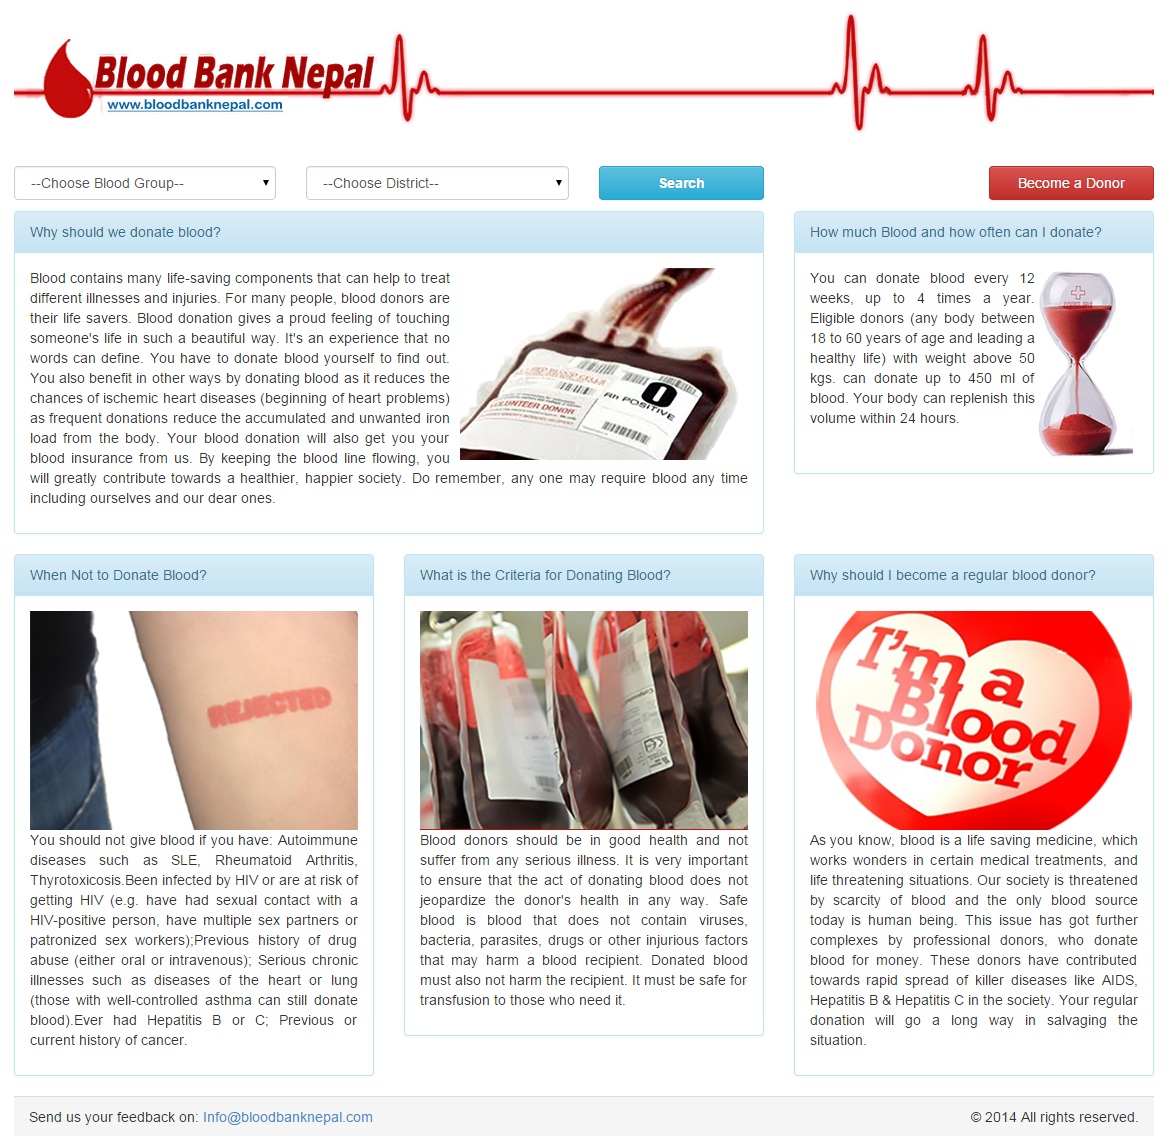 Blood Bank Nepal
www.bloodbanknepal.com
--Choose Blood Group--
--Choose District--
Search
Become a Donor
Why should we donate blood?
Blood contains many life-saving components that can help to treat
different illnesses and injuries. For many people, blood donors are
their life savers. Blood donation gives a proud feeling of touching
someone's life in such a beautiful way. It's an experience that no
words can define. You have to donate blood yourself to find out.
You also benefit in other ways by donating blood as it reduces the
chances of ischemic heart diseases (beginning of heart problems)
as frequent donations reduce the accumulated and unwanted iron
load from the body. Your blood donation will also get you your
blood insurance from us. By keeping the blood line flowing, you
will greatly contribute towards a healthier, happier society. Do remember, any one may require blood any time
including ourselves and our dear ones.
VOLUNTEER DONOR
O
Rh POSITIVE
How much Blood and how often can I donate?
You can donate blood every 12
weeks, up to 4 times a year.
Eligible donors (any body between
18 to 60 years of age and leading a
healthy life) with weight above 50
kgs. can donate up to 450 ml of
blood. Your body can replenish this
volume within 24 hours.
When Not to Donate Blood?
REJECTED
You should not give blood if you have: Autoimmune
diseases such as SLE, Rheumatoid Arthritis,
Thyrotoxicosis.Been infected by HIV or are at risk of
getting HIV (e.g. have had sexual contact with a
HIV-positive person, have multiple sex partners or
patronized sex workers);Previous history of drug
abuse (either oral or intravenous); Serious chronic
illnesses such as diseases of the heart or lung
(those with well-controlled asthma can still donate
blood).Ever had Hepatitis B or C; Previous or
current history of cancer.
What is the Criteria for Donating Blood?
Blood donors should be in good health and not
suffer from any serious illness. It is very important
to ensure that the act of donating blood does not
jeopardize the donor's health in any way. Safe
blood is blood that does not contain viruses,
bacteria, parasites, drugs or other injurious factors
that may harm a blood recipient. Donated blood
must also not harm the recipient. It must be safe for
transfusion to those who need it.
Why should I become a regular blood donor?
I'm a
Blood
Donor
As you know, blood is a life saving medicine, which
works wonders in certain medical treatments, and
life threatening situations. Our society is threatened
by scarcity of blood and the only blood source
today is human being. This issue has got further
complexes by professional donors, who donate
blood for money. These donors have contributed
towards rapid spread of killer diseases like AIDS,
Hepatitis B & Hepatitis C in the society. Your regular
donation will go a long way in salvaging the
situation.
Send us your feedback on: Info@bloodbanknepal.com
© 2014 All rights reserved.